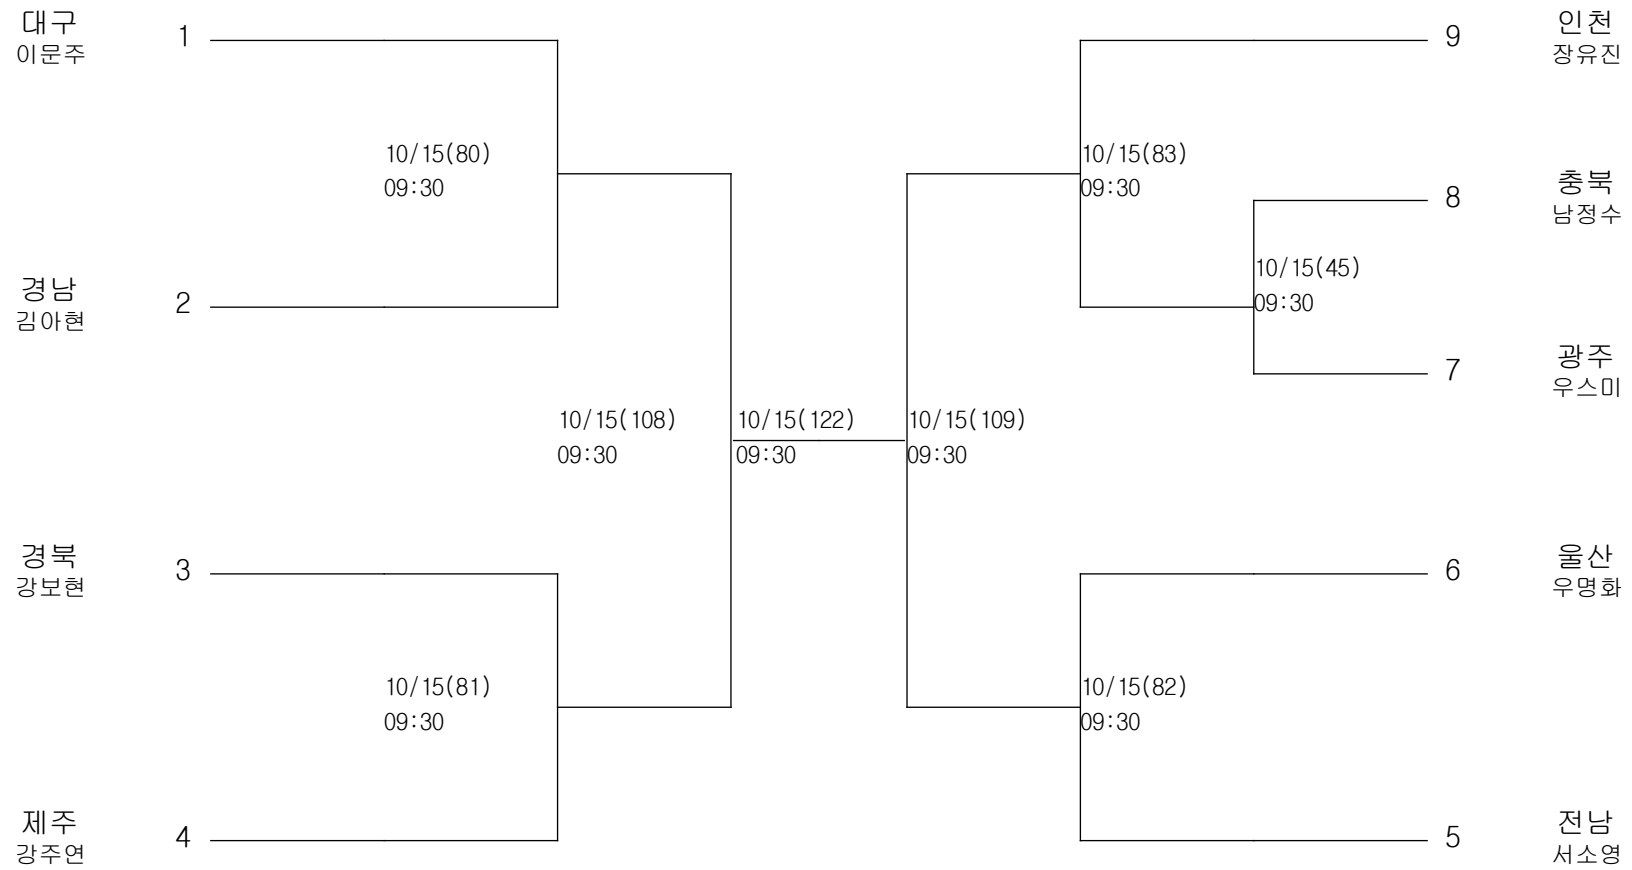 대구
이문주
1
9
인천
장유진
10/15(80)
09:30
10/15(83)
09:30
8
충북
남정수
경남
김아현
2
10/15(45)
09:30
7
광주
우스미
10/15(108)
09:30
10/15(122)
09:30
10/15(109)
09:30
경북
강보현
3
6
울산
우명화
10/15(81)
09:30
10/15(82)
09:30
제주
강주연
4
5
전남
서소영